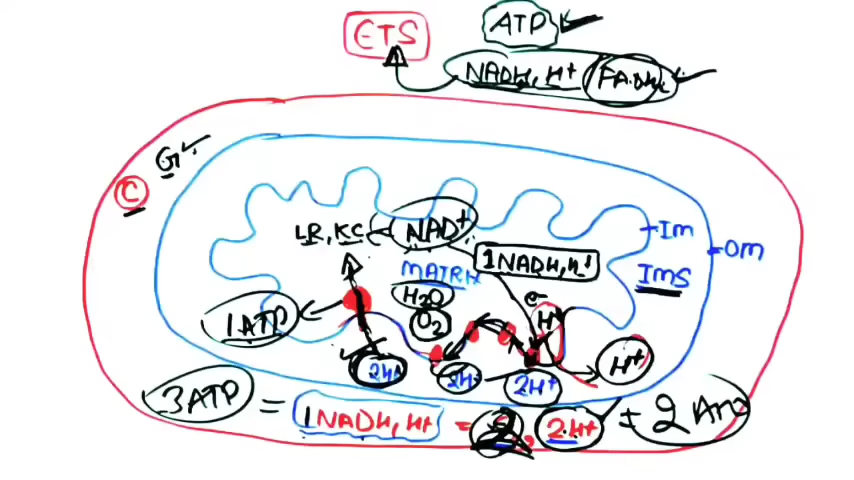 ATP
ETS
NADH, H+ FADH₂
G
C
LR, KC NAD+
Im
OM
1NADH, H+
MATRIX
IMS
H2O
e-
O2
H+
1ATP
H+
2H+
2H+
2H+
3ATP = 1NADH, H+ = 2, 2H+ = 2